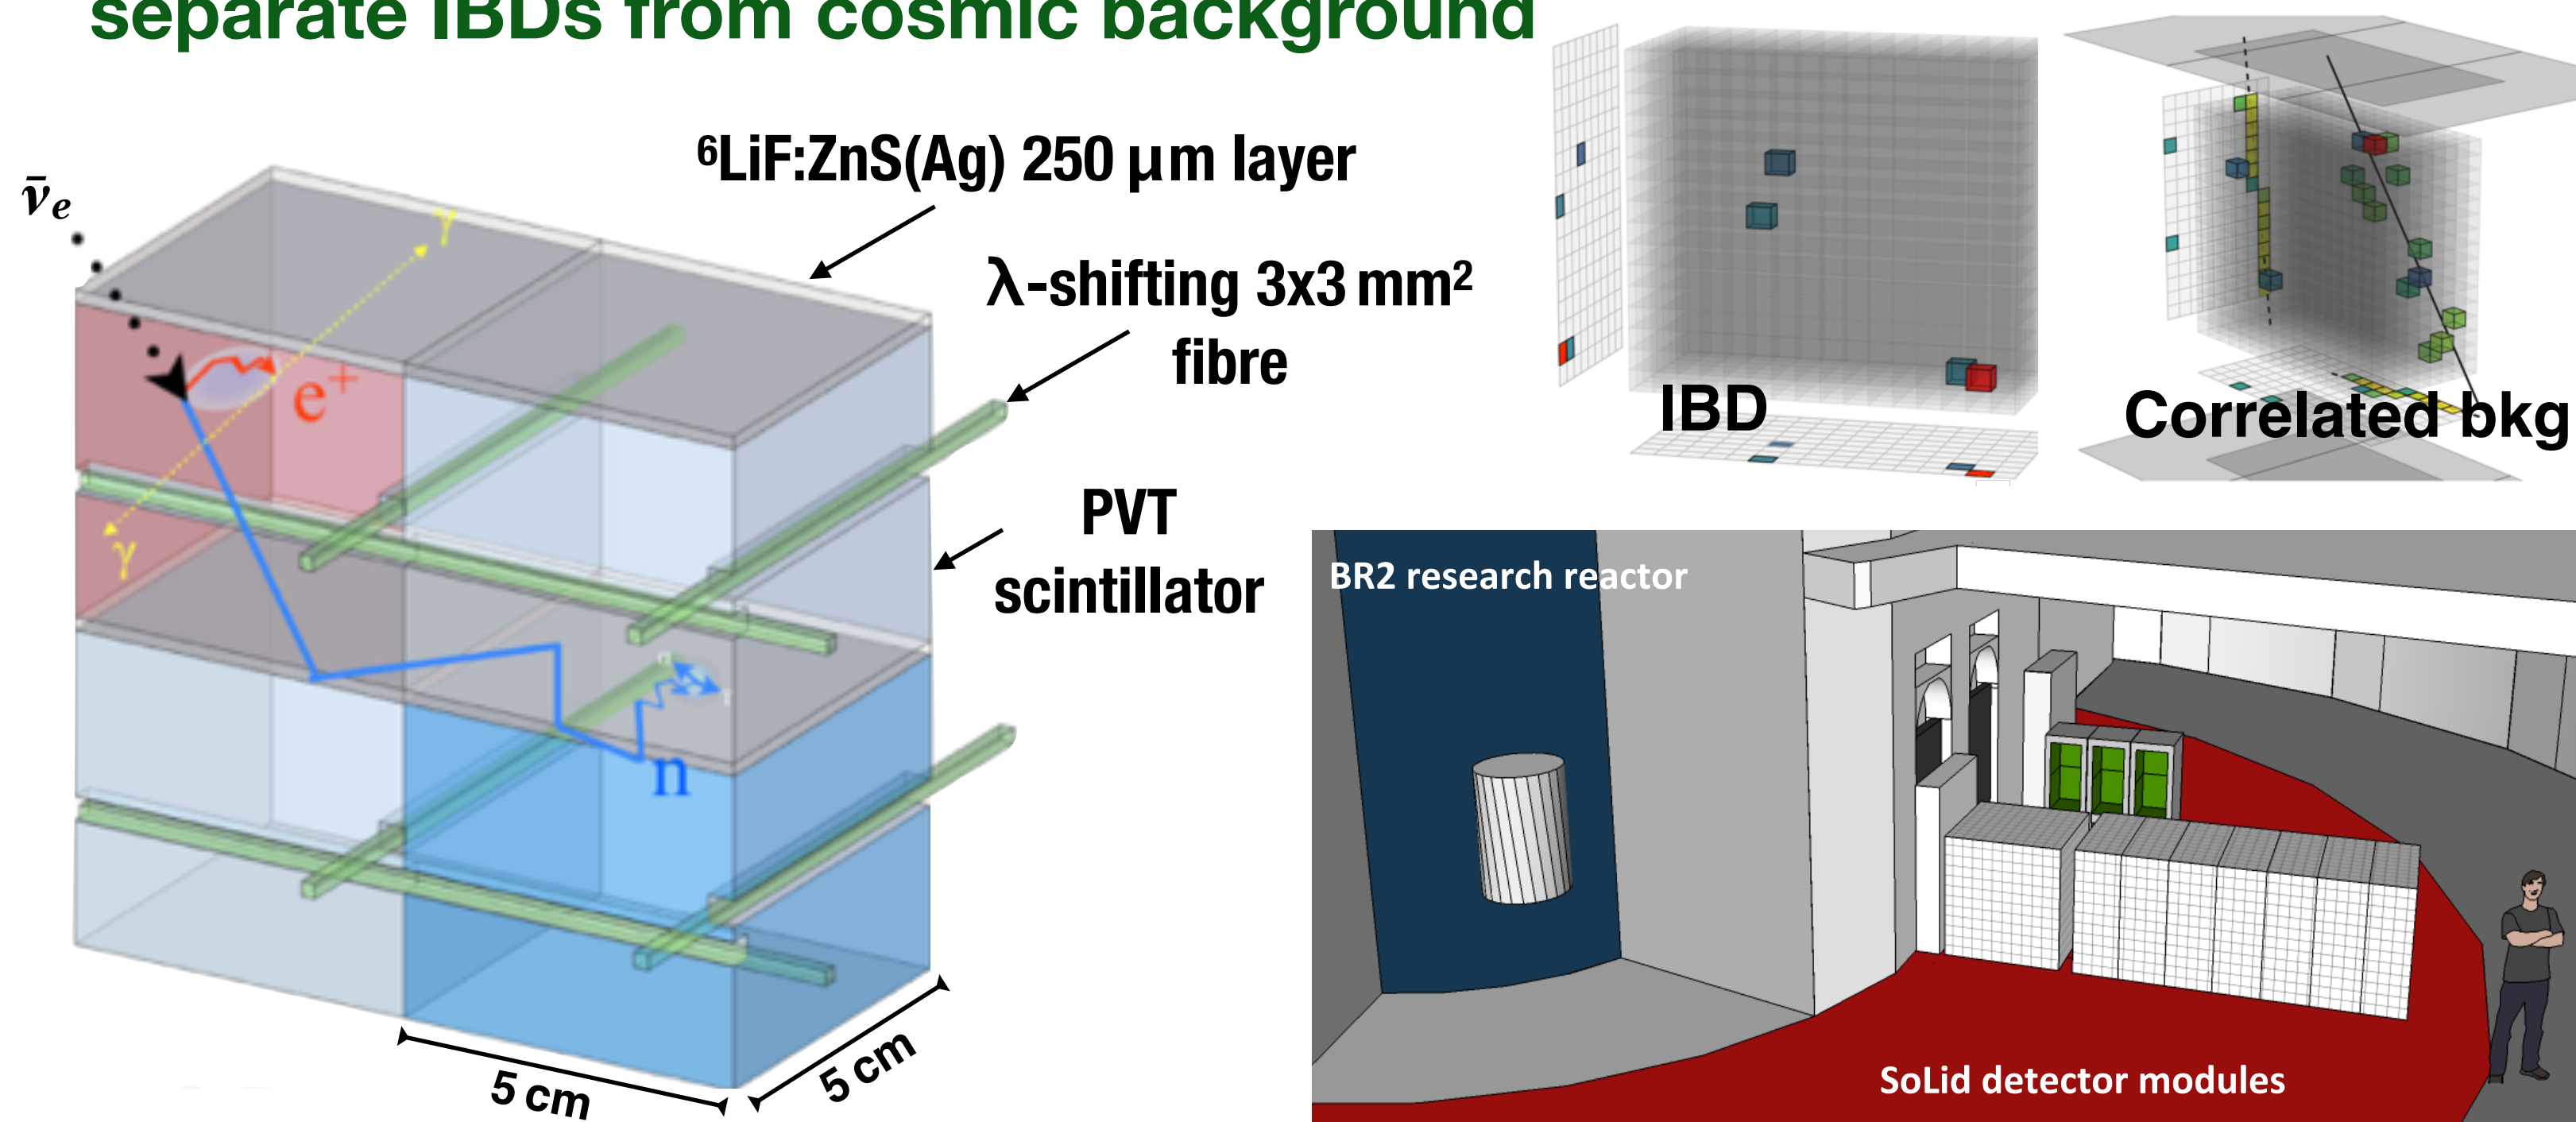 separate IBDs from cosmic background
ν̄e
⁶LiF:ZnS(Ag) 250 µm layer
λ-shifting 3x3 mm²
fibre
PVT
scintillator
γ
e⁺
γ
n
5 cm
5 cm
IBD
Correlated bkg
BR2 research reactor
SoLid detector modules